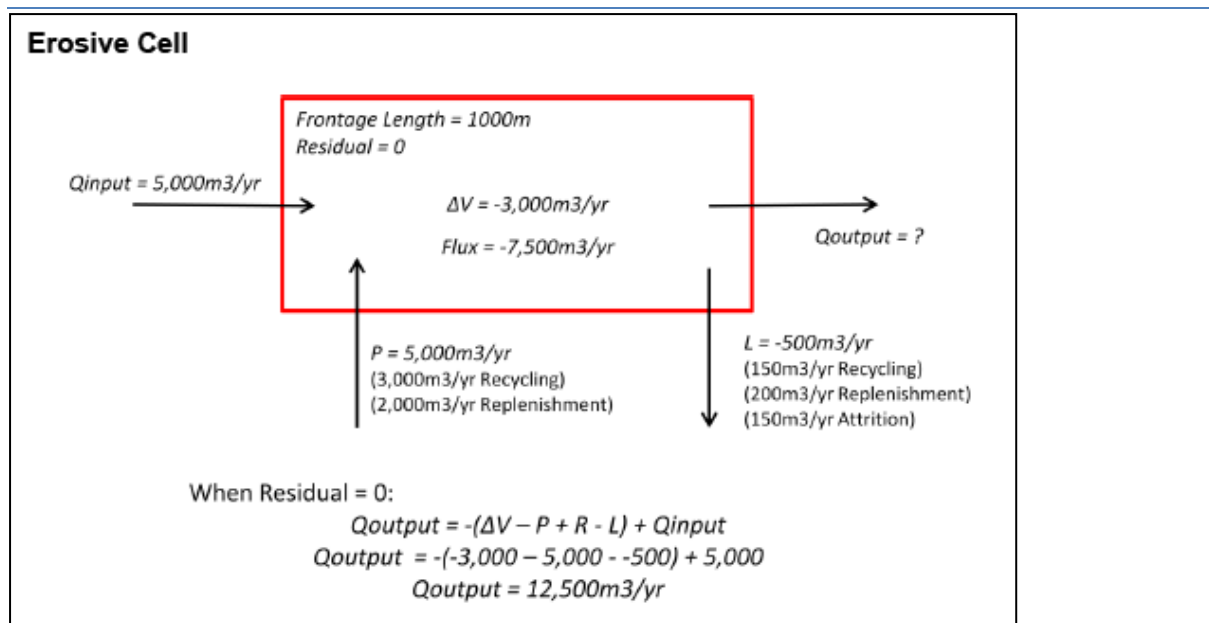 Erosive Cell
Frontage Length = 1000m
Residual = 0
Qinput = 5,000m3/yr
ΔV = -3,000m3/yr
Flux = -7,500m3/yr
Qoutput = ?
P = 5,000m3/yr
(3,000m3/yr Recycling)
(2,000m3/yr Replenishment)
L = -500m3/yr
(150m3/yr Recycling)
(200m3/yr Replenishment)
(150m3/yr Attrition)
When Residual = 0:
Qoutput = -(ΔV – P + R - L) + Qinput
Qoutput = -(-3,000 – 5,000 - -500) + 5,000
Qoutput = 12,500m3/yr